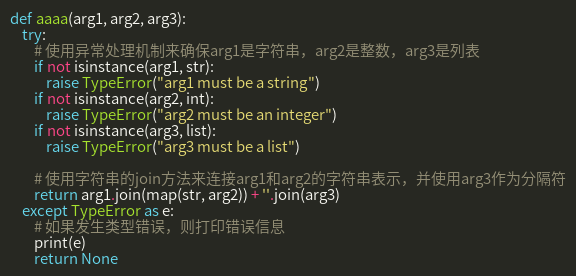 def aaaa(arg1, arg2, arg3):
try:
# 使用异常处理机制来确保arg1是字符串，arg2是整数，arg3是列表
if not isinstance(arg1, str):
raise TypeError("arg1 must be a string")
if not isinstance(arg2, int):
raise TypeError("arg2 must be an integer")
if not isinstance(arg3, list):
raise TypeError("arg3 must be a list")
# 使用字符串的join方法来连接arg1和arg2的字符串表示，并使用arg3作为分隔符
return arg1.join(map(str, arg2)) + ''.join(arg3)
except TypeError as e:
# 如果发生类型错误，则打印错误信息
print(e)
return None